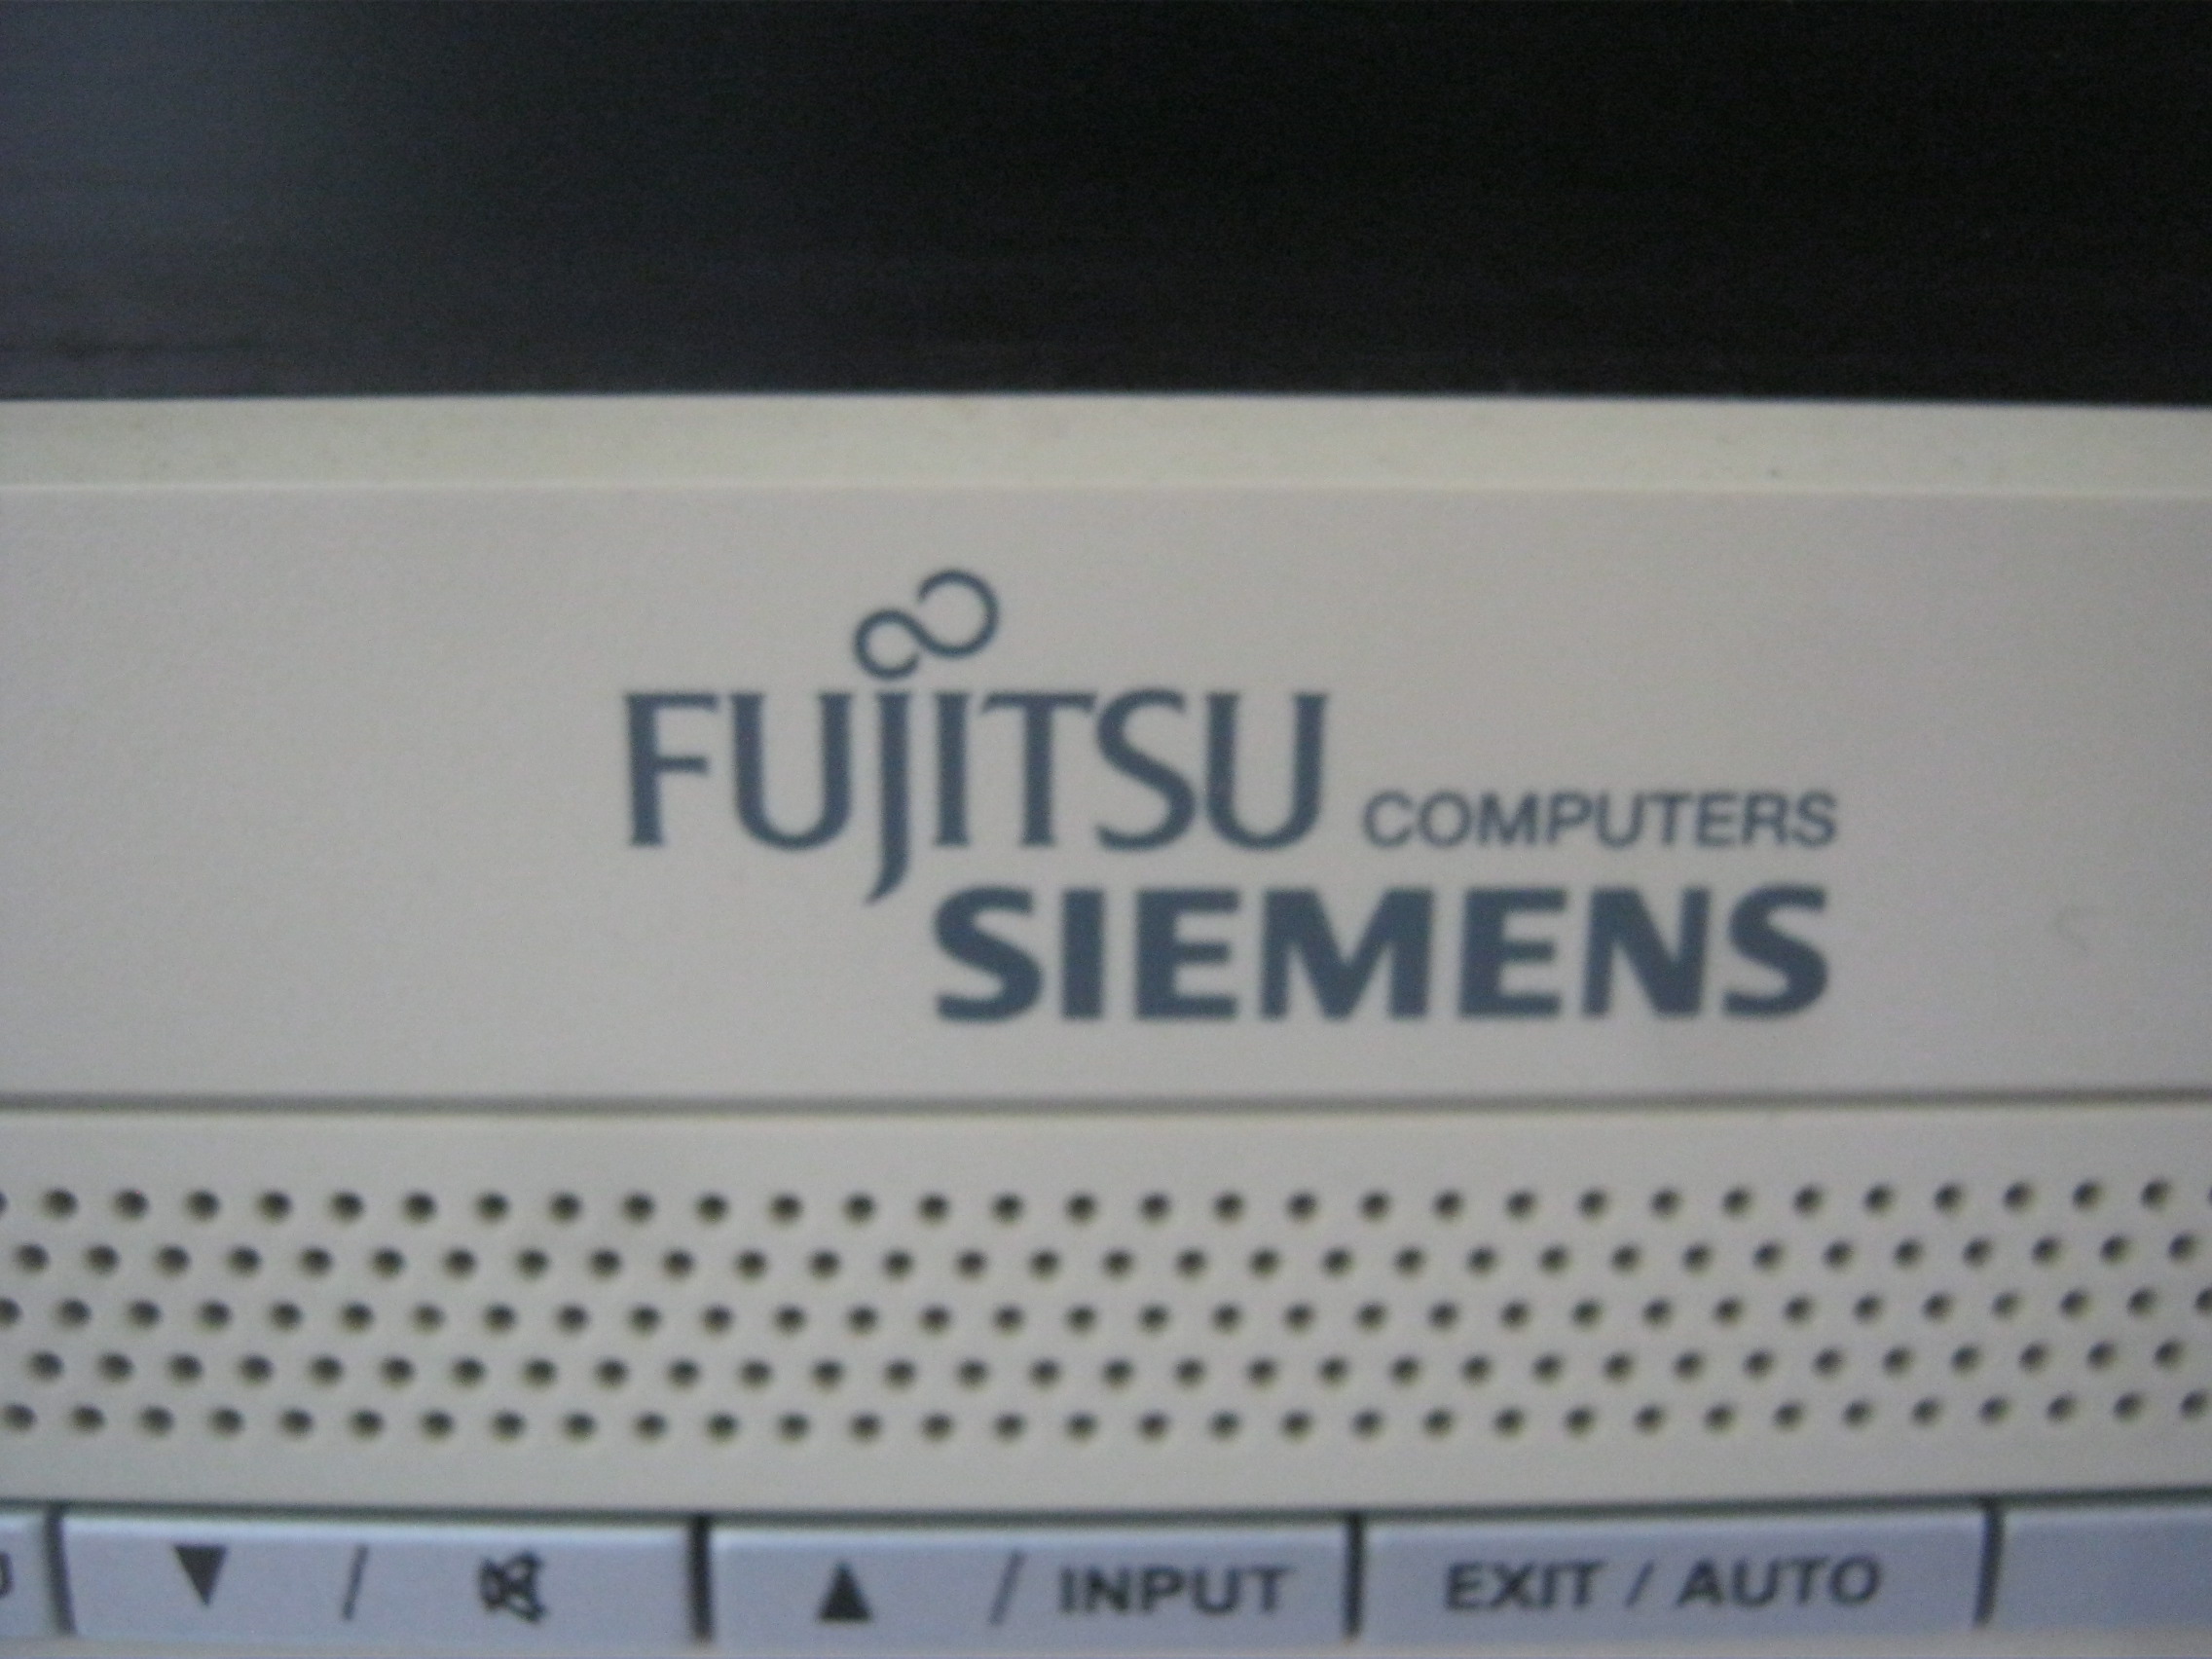 FUJITSU COMPUTERS
SIEMENS
▼ / ▲ / INPUT EXIT / AUTO